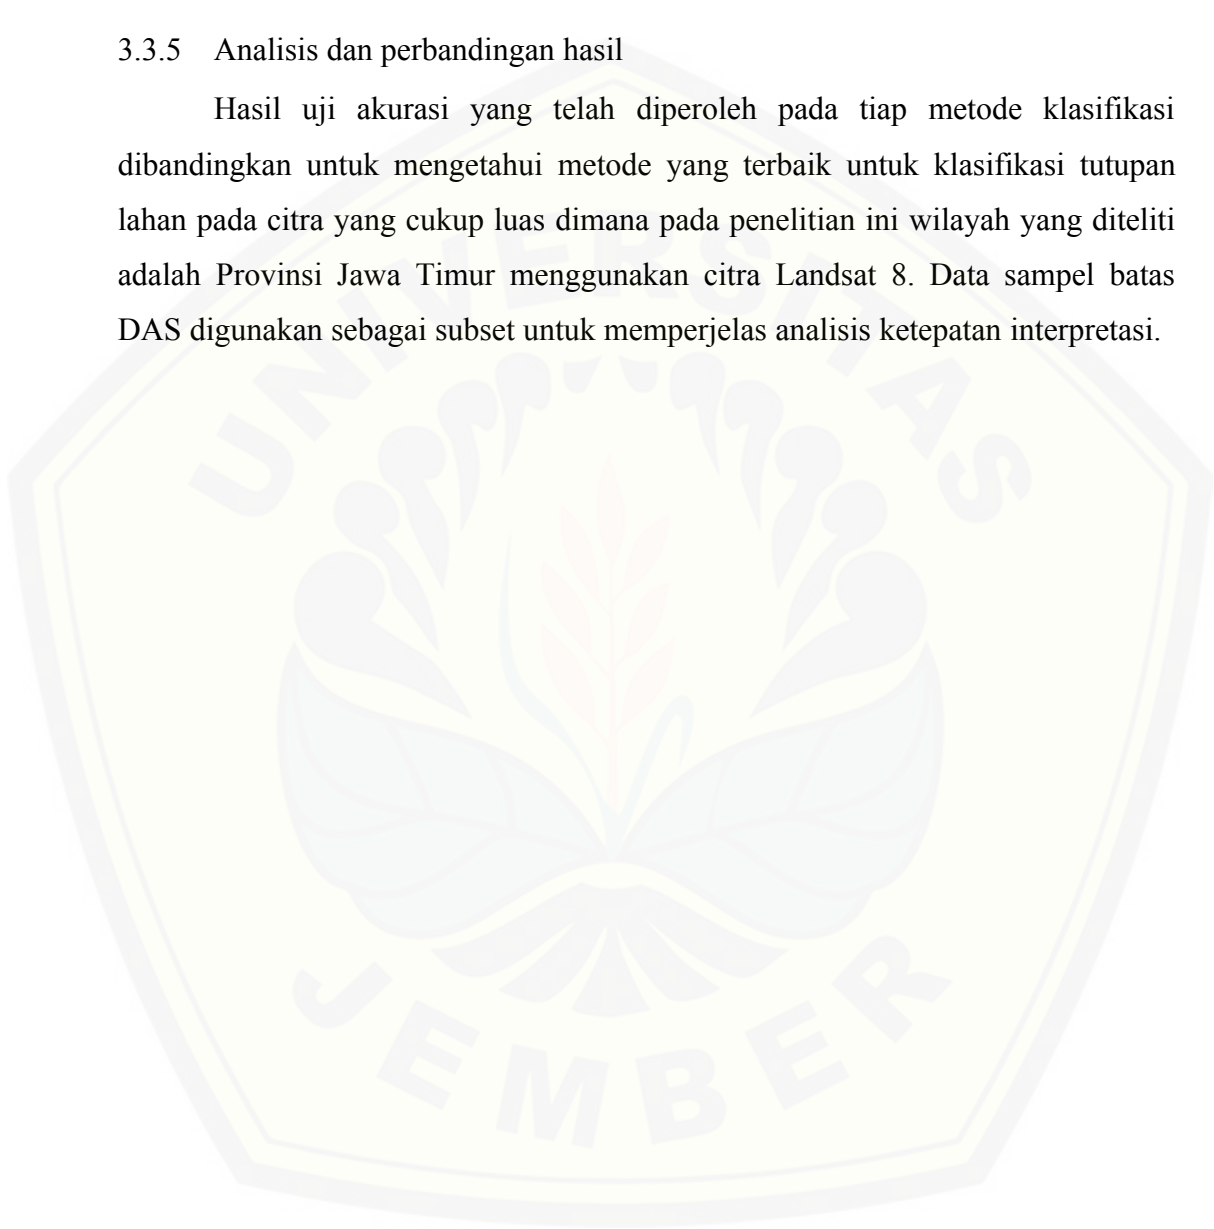 3.3.5 Analisis dan perbandingan hasil
Hasil uji akurasi yang telah diperoleh pada tiap metode klasifikasi
dibandingkan untuk mengetahui metode yang terbaik untuk klasifikasi tutupan
lahan pada citra yang cukup luas dimana pada penelitian ini wilayah yang diteliti
adalah Provinsi Jawa Timur menggunakan citra Landsat 8. Data sampel batas
DAS digunakan sebagai subset untuk memperjelas analisis ketepatan interpretasi.
UNIVERSITAS
JEMBER